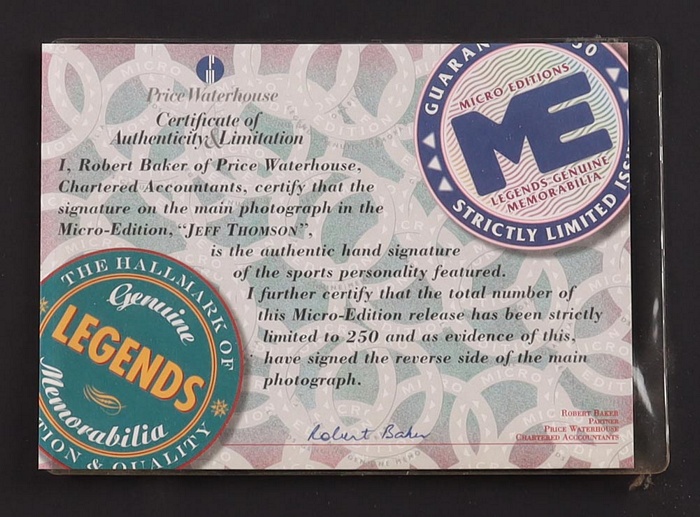 Price Waterhouse
Certificate of
Authenticity & Limitation
I, Robert Baker of Price Waterhouse,
Chartered Accountants, certify that the
signature on the main photograph in the
Micro-Edition, “JEFF THOMSON”,
is the authentic hand signature
of the sports personality featured.
I further certify that the total number of
this Micro-Edition release has been strictly
limited to 250 and as evidence of this,
have signed the reverse side of the main
photograph.
Robert Baker
ROBERT BAKER
PARTNER
PRICE WATERHOUSE
CHARTERED ACCOUNTANTS
MICRO EDITIONS
ME
LEGENDS GENUINE
MEMORABILIA
STRICTLY LIMITED
THE HALLMARK OF
Genuine
LEGENDS
Memorabilia
& QUALITY